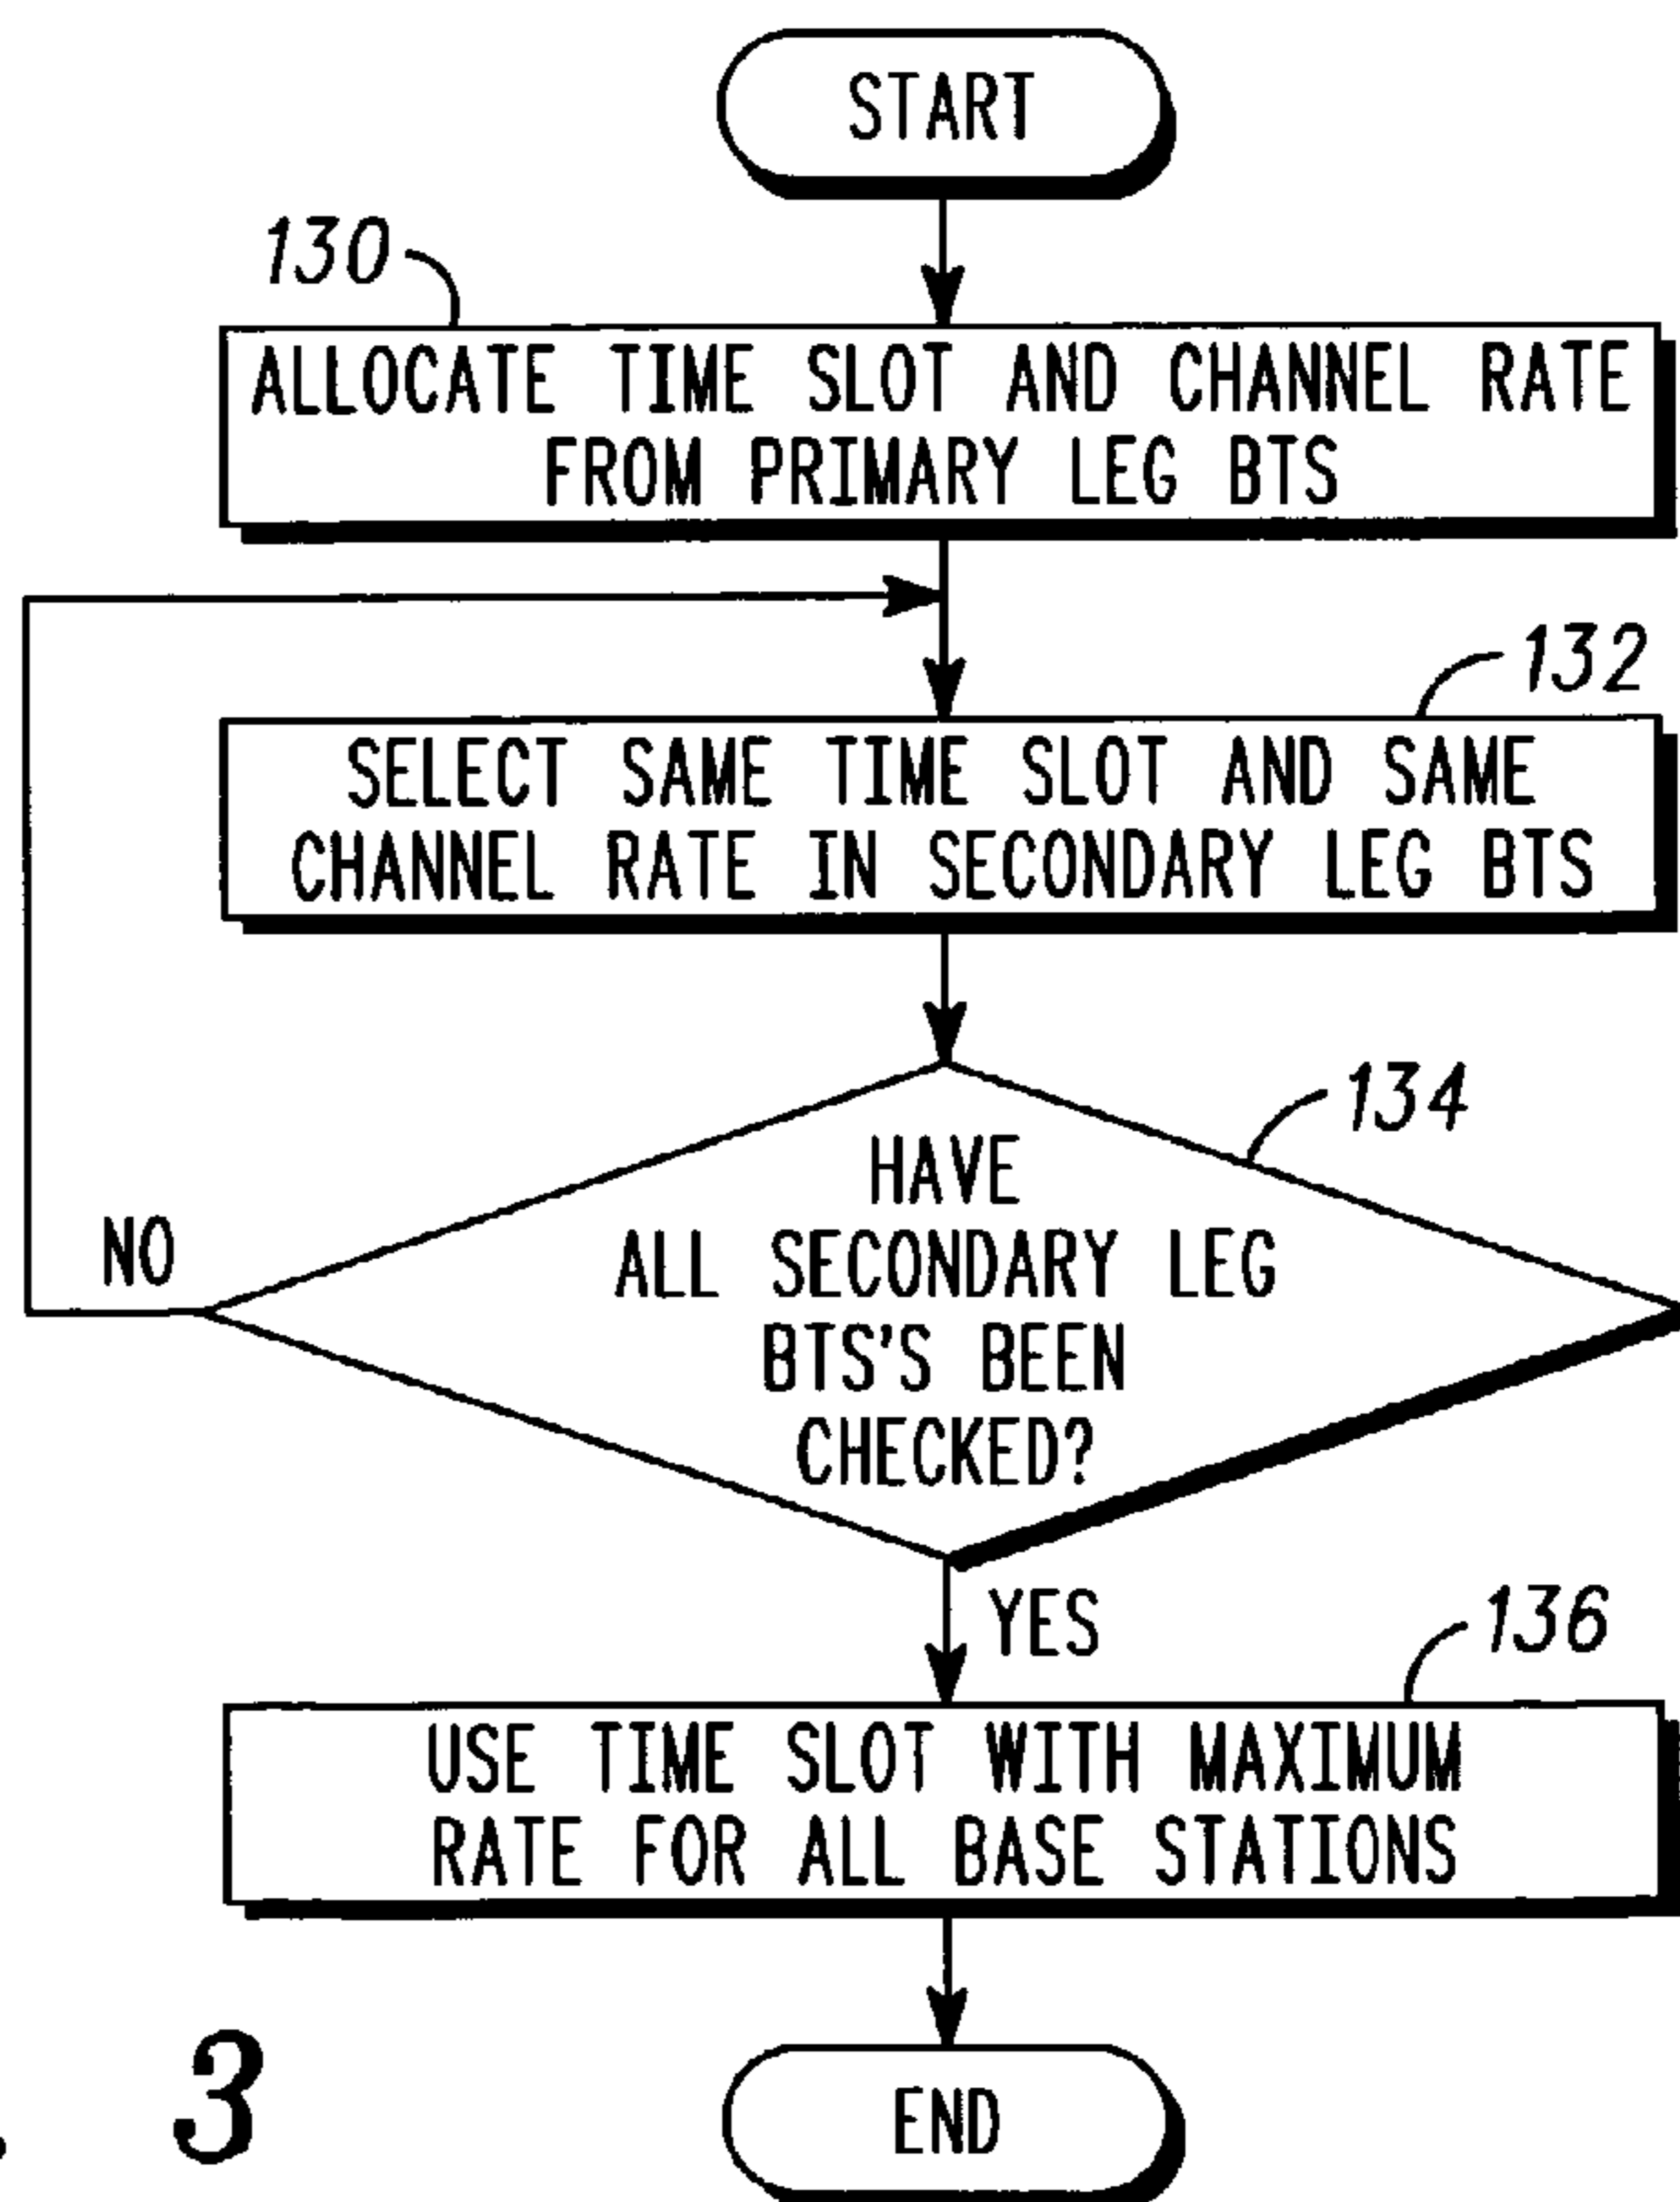 START
130
ALLOCATE TIME SLOT AND CHANNEL RATE
FROM PRIMARY LEG BTS
132
SELECT SAME TIME SLOT AND SAME
CHANNEL RATE IN SECONDARY LEG BTS
134
HAVE
ALL SECONDARY LEG
BTS'S BEEN
CHECKED?
NO
YES
136
USE TIME SLOT WITH MAXIMUM
RATE FOR ALL BASE STATIONS
END
3